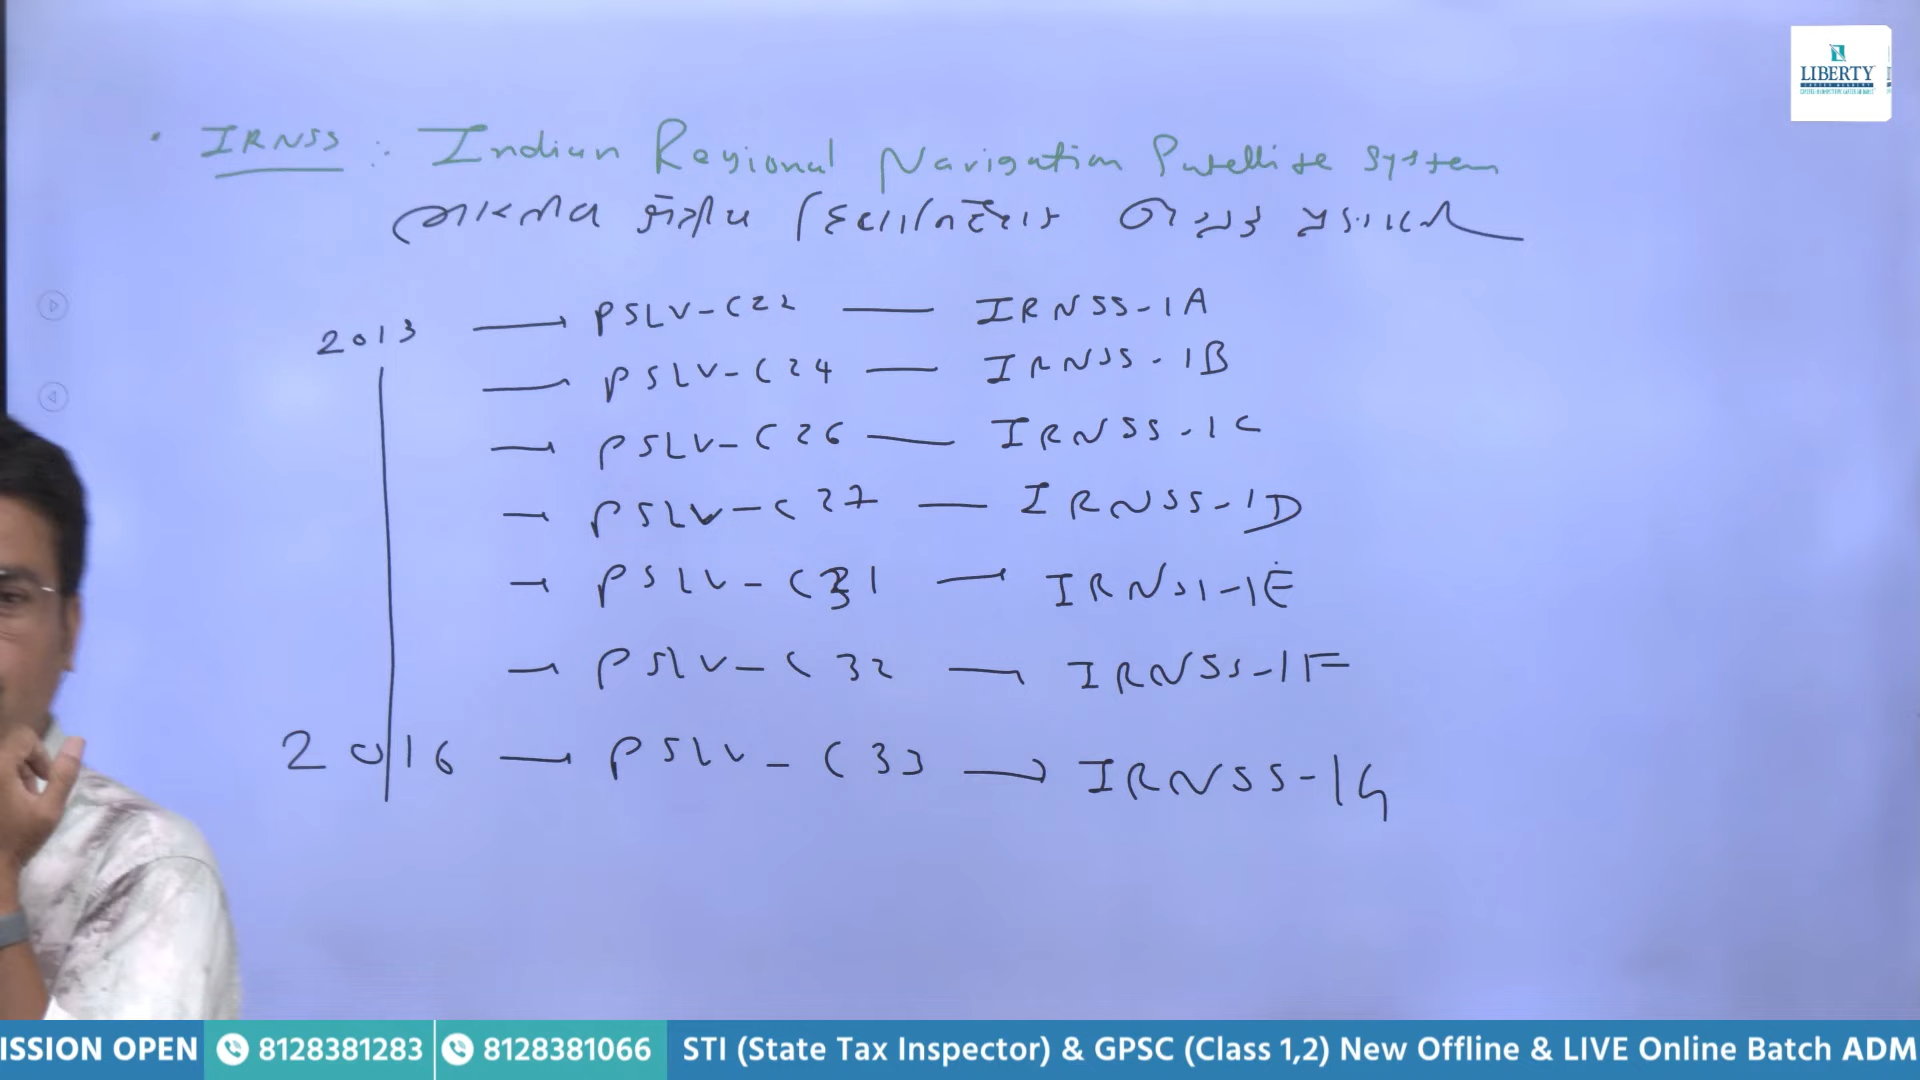 LIBERTY
• IRNSS : Indian Regional Navigation Satellite System
2013 → PSLV-C22 — IRNSS-1A
— PSLV-C24 — IRNSS-1B
— PSLV-C26 — IRNSS-1C
— PSLV-C27 — IRNSS-1D
— PSLV-C31 — IRNSS-1E
— PSLV-C32 — IRNSS-1F
2016 — PSLV-C33 — IRNSS-1G
ISSION OPEN 8128381283 8128381066 STI (State Tax Inspector) & GPSC (Class 1,2) New Offline & LIVE Online Batch ADM